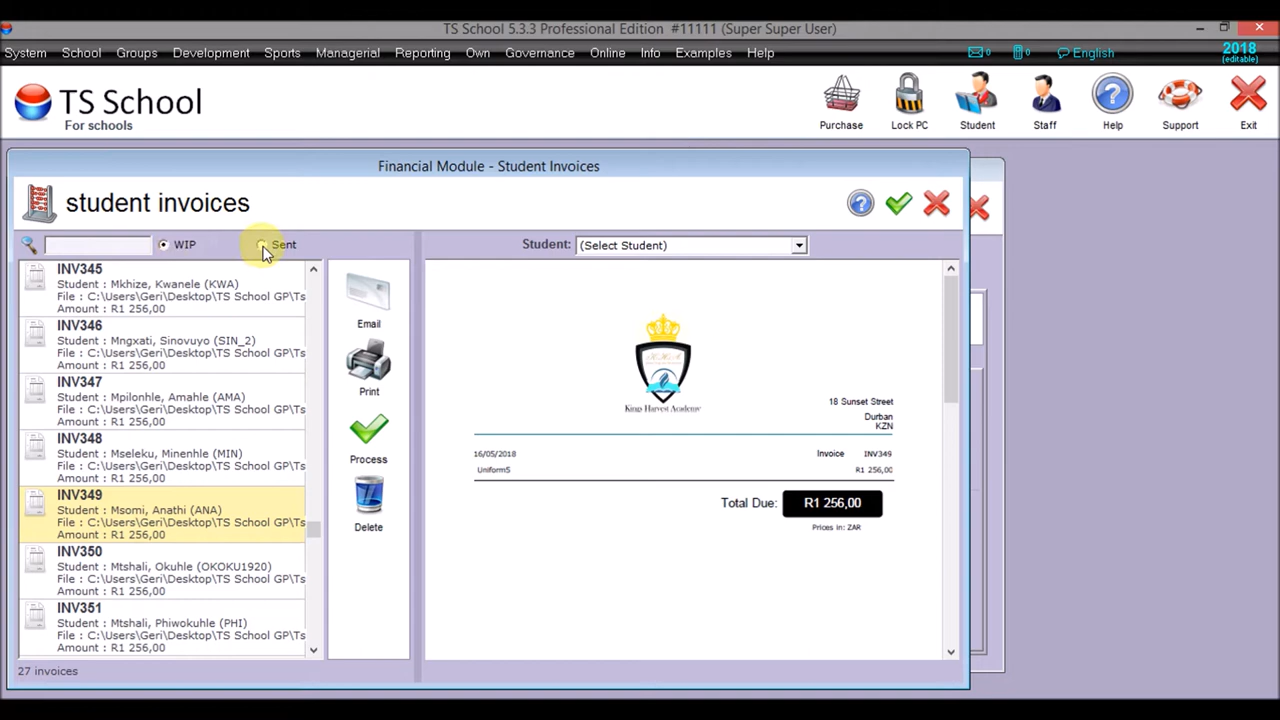 TS School 5.3.3 Professional Edition #11111 (Super Super User)
System School Groups Development Sports Managerial Reporting Own Governance Online Info Examples Help 0 0 English 2018
(editable)
TS School
For schools
Purchase Lock PC Student Staff Help Support Exit
Financial Module - Student Invoices
student invoices
WIP Sent
Student: (Select Student)
INV345
Student : Mkhize, Kwanele (KWA)
File : C:\Users\Geri\Desktop\TS School GP\Ts
Amount : R1 256,00
INV346
Student : Mngxati, Sinovuyo (SIN_2)
File : C:\Users\Geri\Desktop\TS School GP\Ts
Amount : R1 256,00
INV347
Student : Mpilonhle, Amahle (AMA)
File : C:\Users\Geri\Desktop\TS School GP\Ts
Amount : R1 256,00
INV348
Student : Mseleku, Minenhle (MIN)
File : C:\Users\Geri\Desktop\TS School GP\Ts
Amount : R1 256,00
INV349
Student : Msomi, Anathi (ANA)
File : C:\Users\Geri\Desktop\TS School GP\Ts
Amount : R1 256,00
INV350
Student : Mtshali, Okuhle (OKOKU1920)
File : C:\Users\Geri\Desktop\TS School GP\Ts
Amount : R1 256,00
INV351
Student : Mtshali, Phiwokuhle (PHI)
File : C:\Users\Geri\Desktop\TS School GP\Ts
Amount : R1 256,00
27 invoices
Email
Print
Process
Delete
King Harvest Academy
18 Sunset Street
Durban
KZN
16/05/2018 Invoice INV349
Uniform5 R1 256,00
Total Due: R1 256,00
Prices in: ZAR